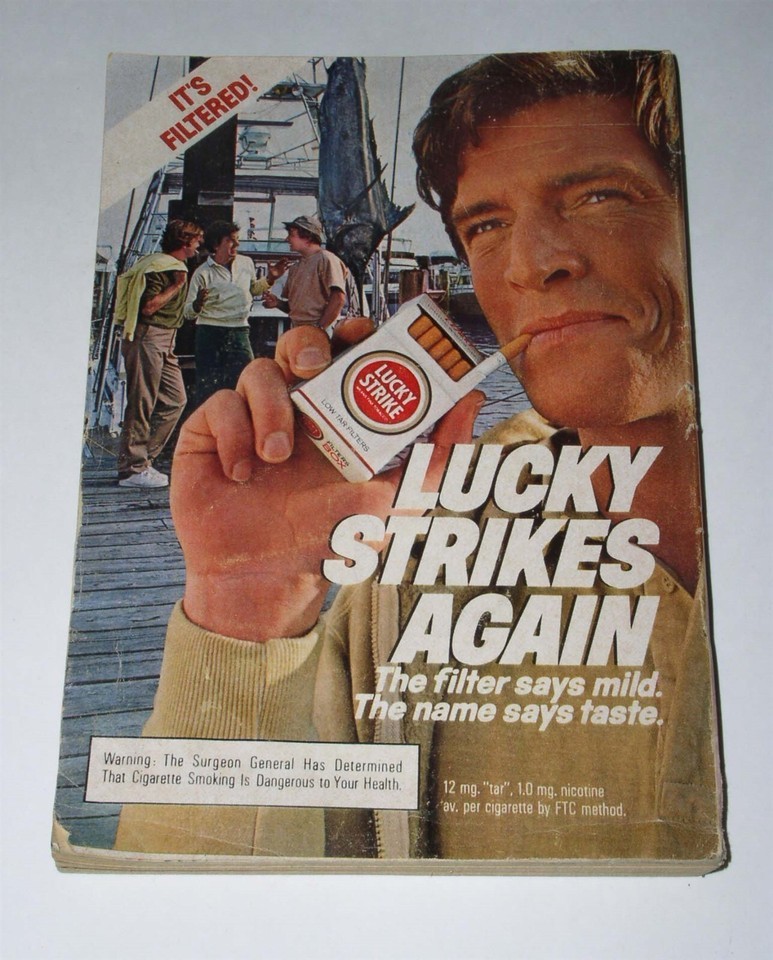 IT'S
FILTERED!
LUCKY
STRIKE
LOW TAR FILTERS
FILTERS
BOX
LUCKY
STRIKES
AGAIN
The filter says mild.
The name says taste.
Warning: The Surgeon General Has Determined
That Cigarette Smoking Is Dangerous to Your Health.
12 mg. "tar", 1.0 mg. nicotine
av. per cigarette by FTC method.